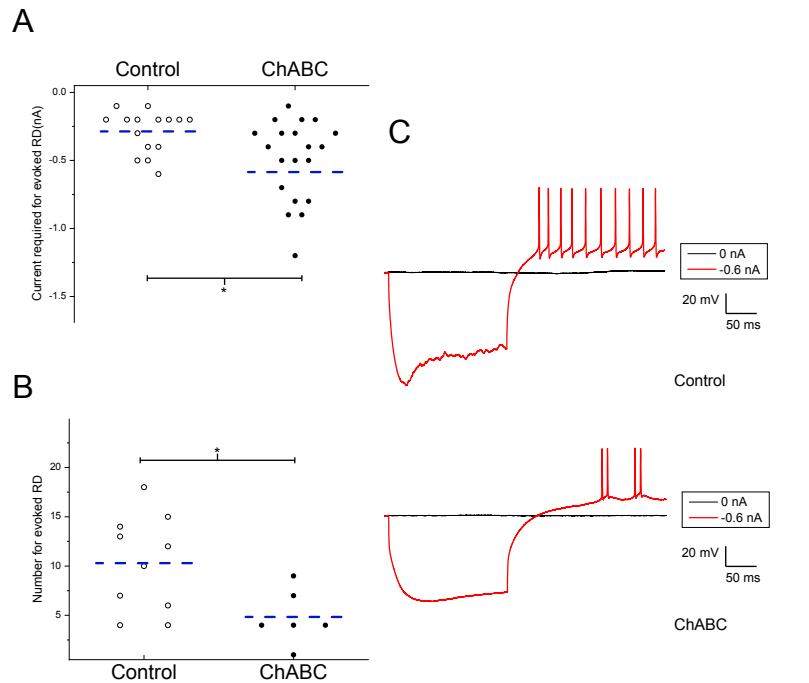 A
Control ChABC
0.0
-0.5
-1.0
-1.5
Current required for evoked RD(nA)
*
C
0 nA
-0.6 nA
20 mV
50 ms
Control
B
20
15
10
5
Number for evoked RD
*
Control ChABC
0 nA
-0.6 nA
20 mV
50 ms
ChABC